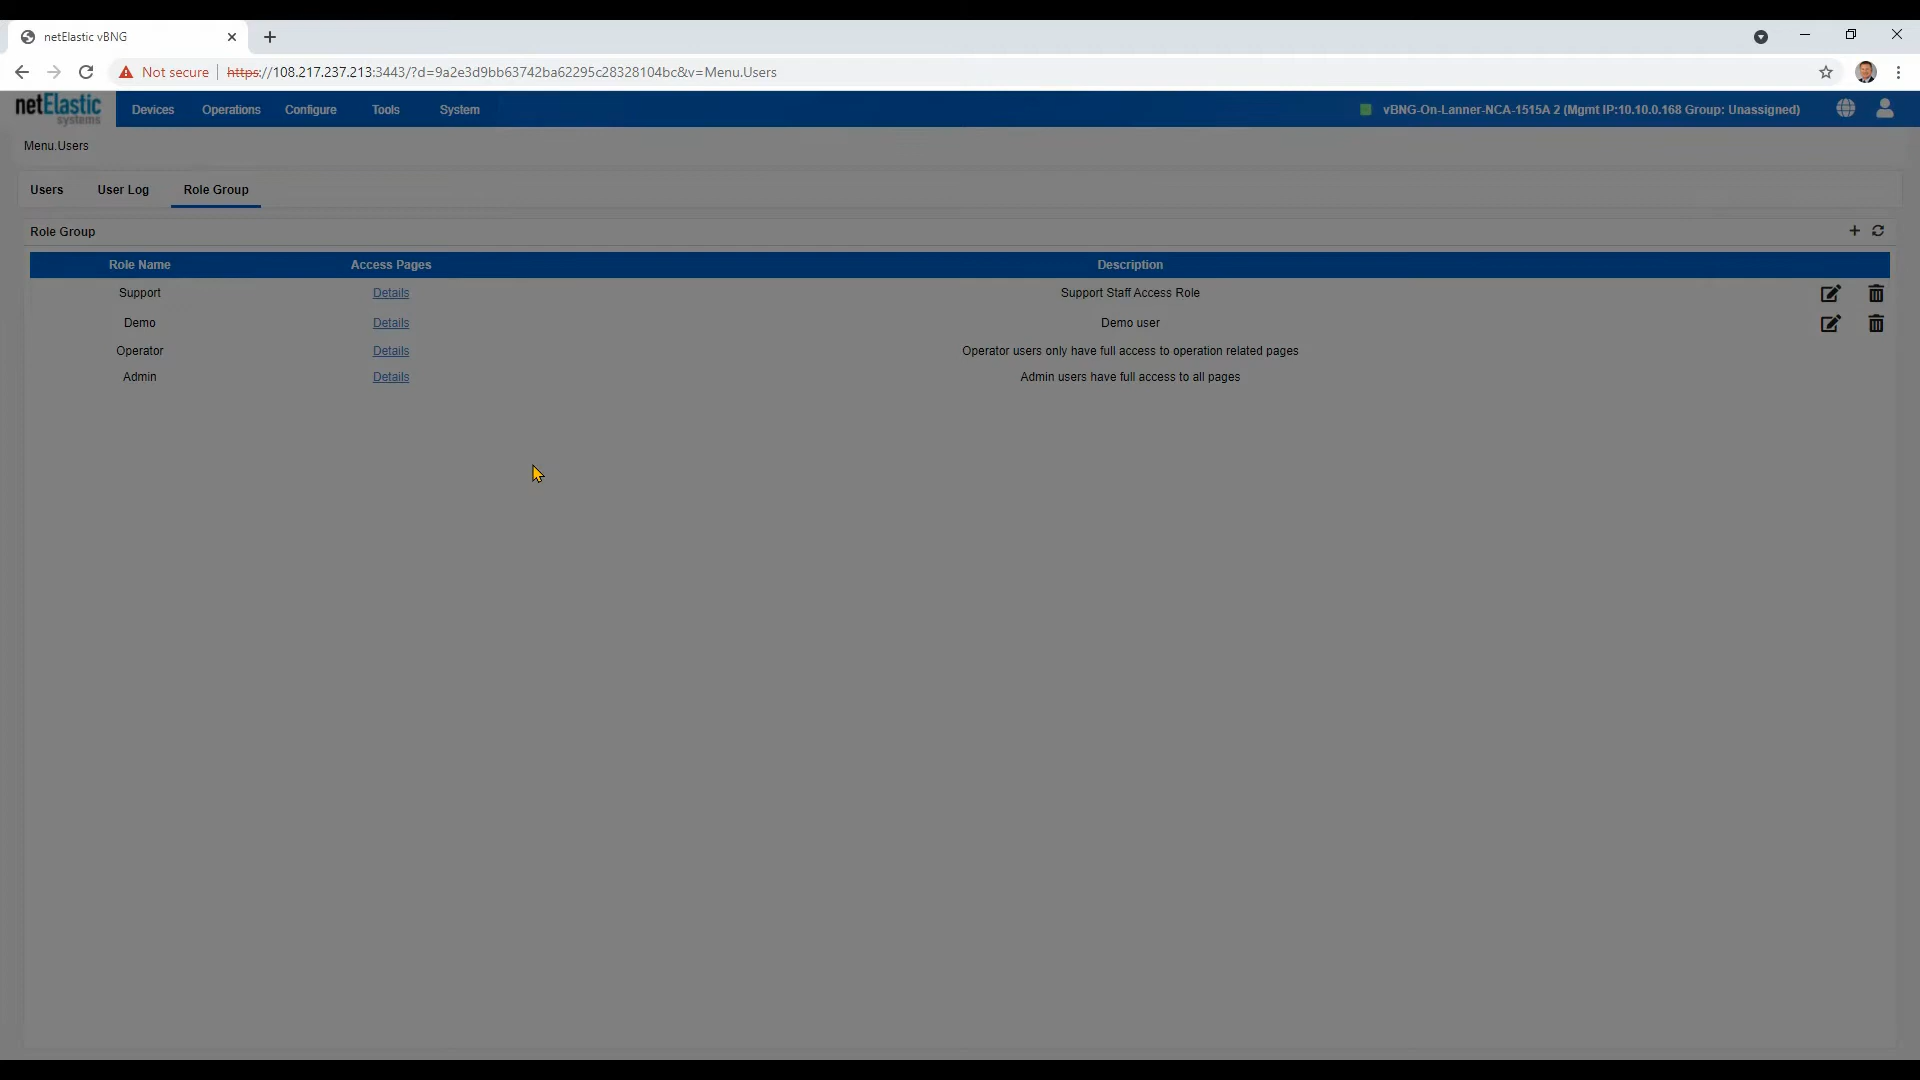 netElastic vBNG
Not secure
https://108.217.237.213:3443/?d=9a2e3d9bb63742ba62295c28328104bc&v=Menu.Users
netElastic
systems
Devices
Operations
Configure
Tools
System
vBNG-On-Lanner-NCA-1515A 2 (Mgmt IP:10.10.0.168 Group: Unassigned)
Menu.Users
Users
User Log
Role Group
Role Group
Role Name Access Pages Description
Support Details Support Staff Access Role
Demo Details Demo user
Operator Details Operator users only have full access to operation related pages
Admin Details Admin users have full access to all pages